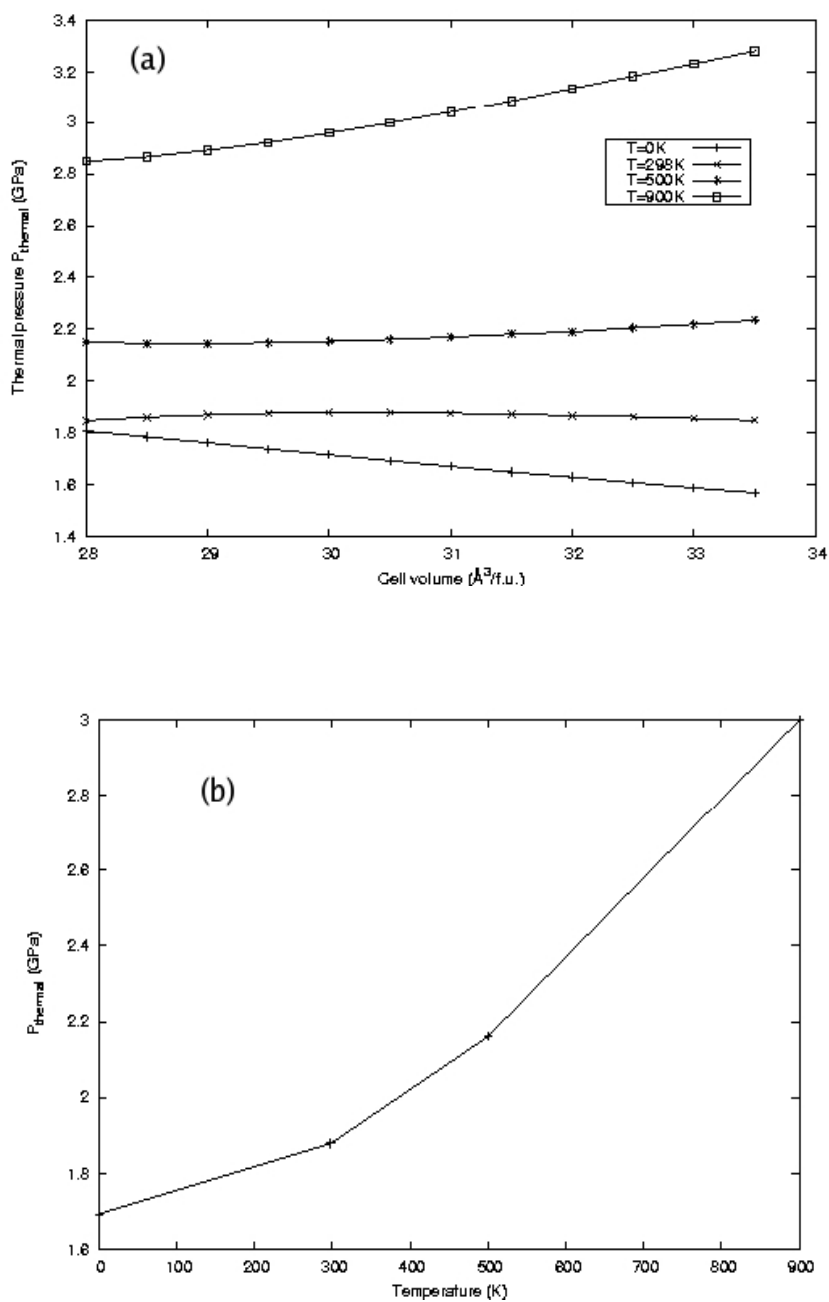 3.4
(a)
3.2
3
2.8
2.6
2.4
2.2
2
1.8
1.6
1.4
T=0K
T=298K
T=500K
T=900K
Thermal pressure Pthermal (GPa)
28 29 30 31 32 33 34
Cell volume (Å3/f.u.)
3
(b)
2.8
2.6
2.4
2.2
2
1.8
1.6
Pthermal (GPa)
0 100 200 300 400 500 600 700 800 900
Temperature (K)